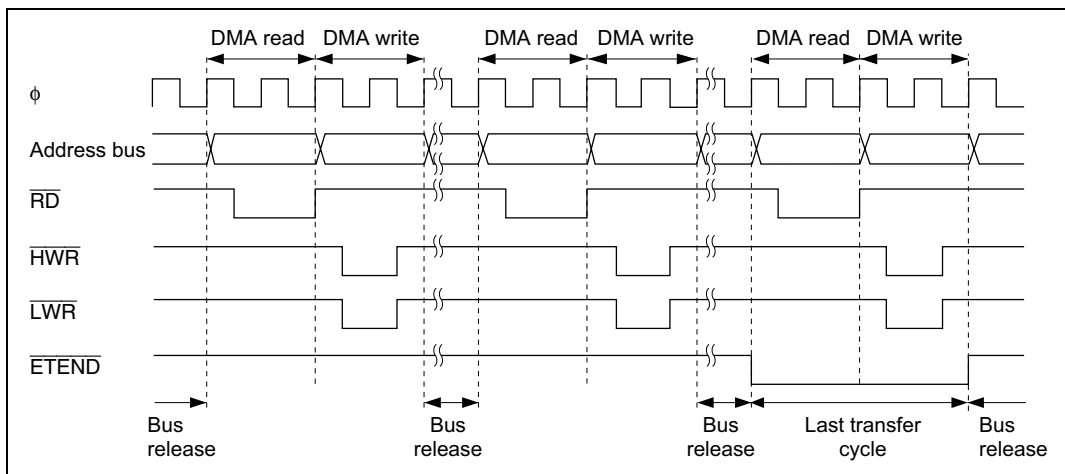 DMA read DMA write DMA read DMA write DMA read DMA write
φ
Address bus
RD
HWR
LWR
ETEND
Bus release
Bus release
Bus release
Last transfer cycle
Bus release